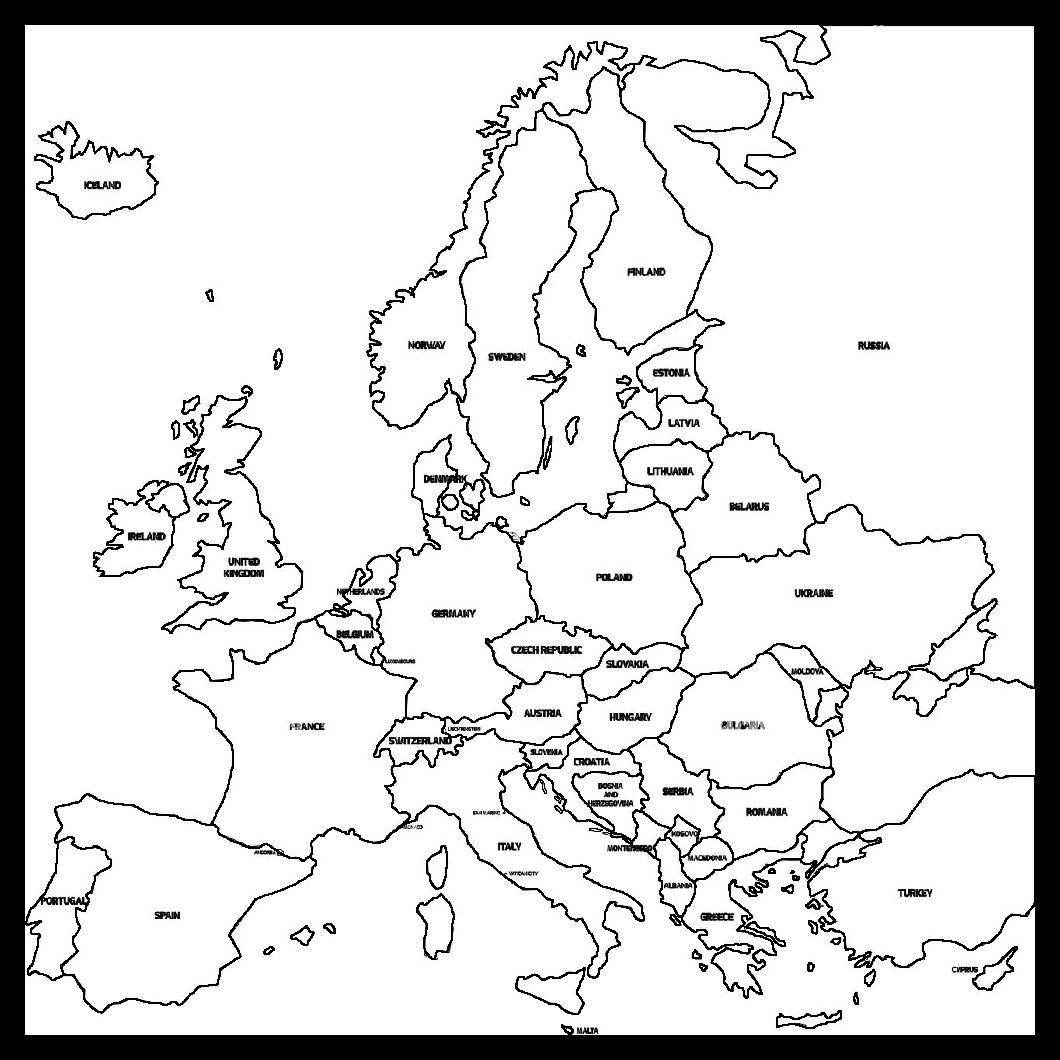 ICELAND
FINLAND
NORWAY
SWEDEN
RUSSIA
ESTONIA
LATVIA
LITHUANIA
DENMARK
BELARUS
IRELAND
UNITED
KINGDOM
NETHERLANDS
POLAND
UKRAINE
GERMANY
BELGIUM
CZECH REPUBLIC
LUXEMBOURG
SLOVAKIA
MOLDOVA
FRANCE
AUSTRIA
HUNGARY
BULGARIA
LIECHTENSTEIN
SWITZERLAND
SLOVENIA
CROATIA
BOSNIA
AND
HERZEGOVINA
SERBIA
SAN MARINO
ROMANIA
MONACO
KOSOVO
ITALY
MONTENEGRO
ANDORRA
MACEDONIA
VATICAN CITY
ALBANIA
TURKEY
PORTUGAL
SPAIN
GREECE
CYPRUS
MALTA